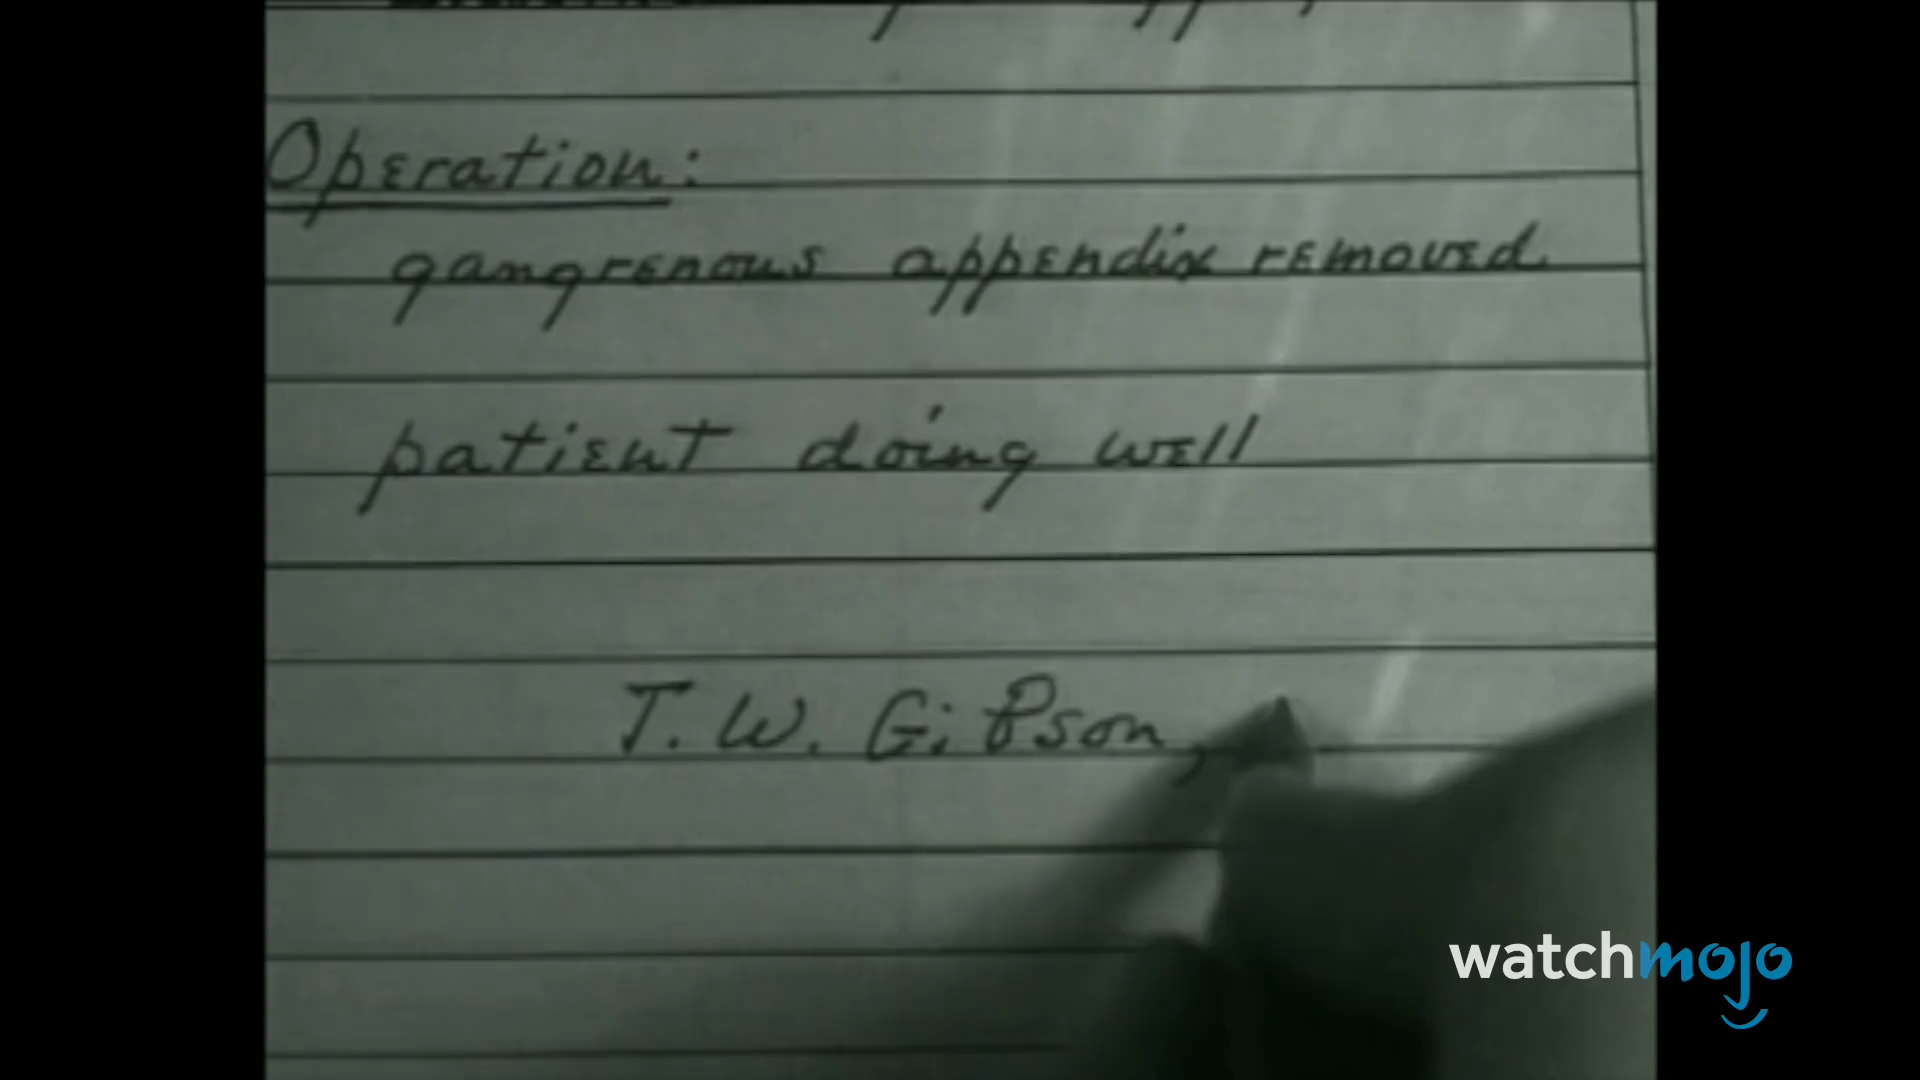 Operation:
gangrenous appendix removed
patient doing well
T. W. Gibson,
watchmojo